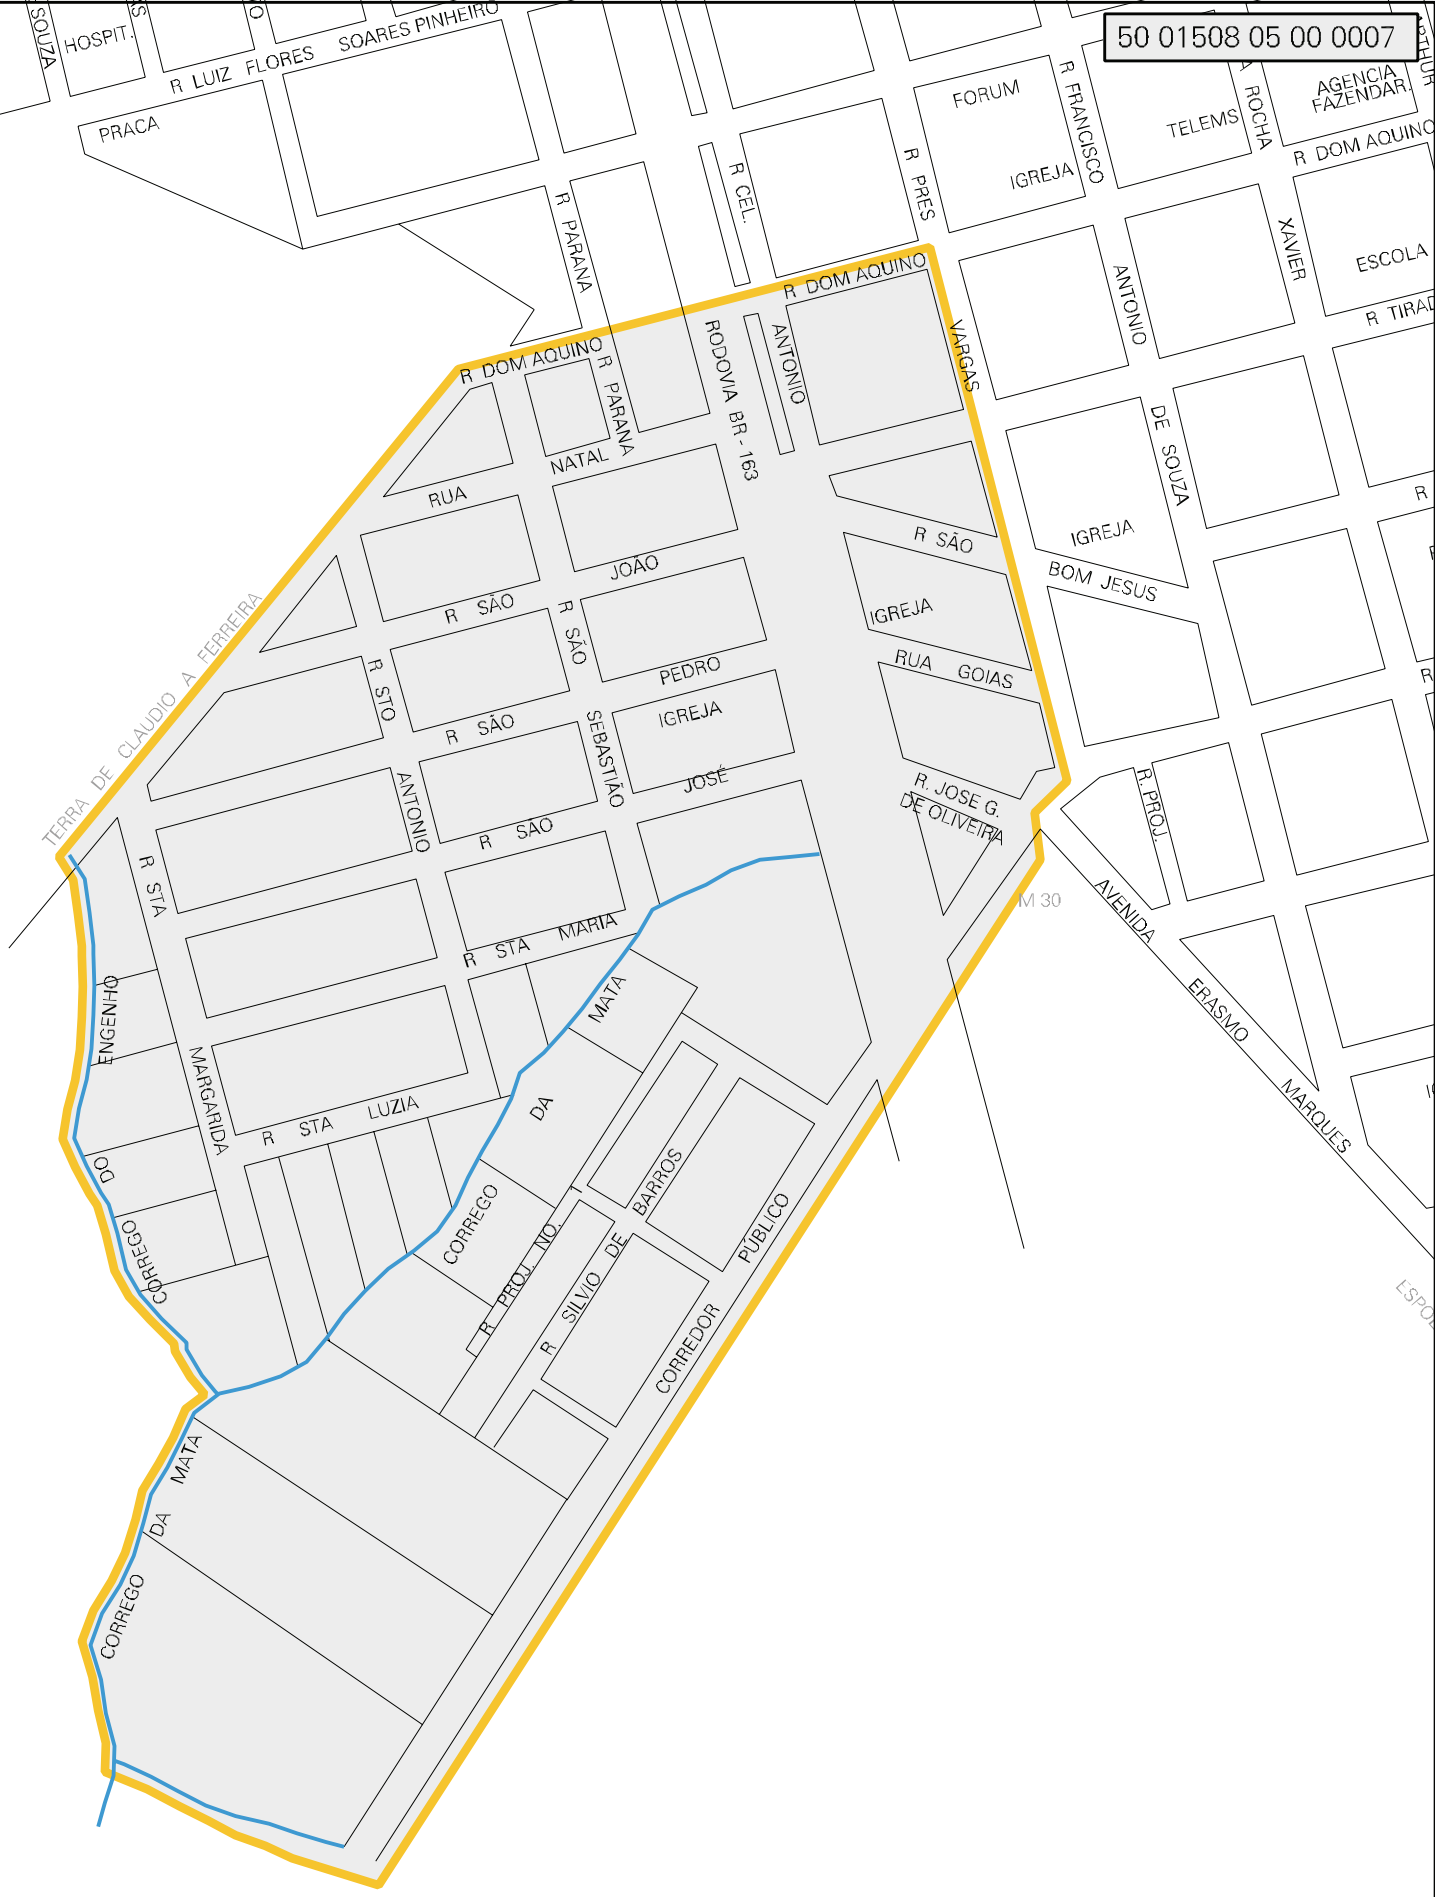 50 01508 05 00 0007
SOUZA
HOSPIT.
R LUIZ FLORES SOARES PINHEIRO
PRACA
FORUM
R FRANCISCO
TELEMS
A ROCHA
AGENCIA
FAZENDAR.
ARTHUR
R DOM AQUINO
IGREJA
R PRES
R CEL.
R PARANA
XAVIER
ESCOLA
R DOM AQUINO
ANTONIO
R TIRAD
R DOM AQUINO
R PARANA
RODOVIA BR - 163
ANTONIO
VARGAS
NATAL
RUA
DE SOUZA
R
IGREJA
R SÃO
BOM JESUS
JOÃO
R SÃO
R SÃO
IGREJA
TERRA DE CLAUDIO A FERREIRA
R STO
PEDRO
RUA GOIAS
R
R SÃO
IGREJA
SEBASTIÃO
JOSÉ
ANTONIO
R. JOSE G.
DE OLIVEIRA
R. PROJ.
R SÃO
R STA
M 30
AVENIDA
R STA MARIA
MATA
ENGENHO
ERASMO
MARGARIDA
R STA LUZIA
DA
MARQUES
DO
CORREGO
BARROS
PÚBLICO
CORREGO
R PROJ. NO. 1
R SILVIO DE
CORREDOR
ESPOL
MATA
DA
CORREGO